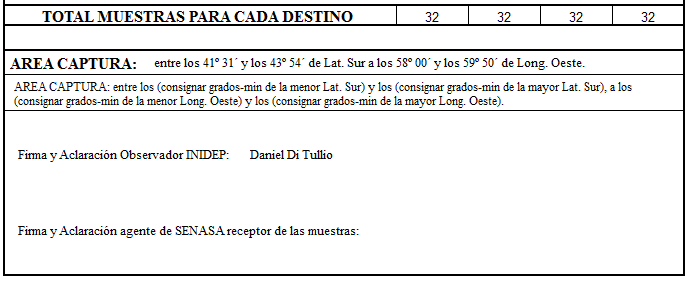 TOTAL MUESTRAS PARA CADA DESTINO 32 32 32 32
AREA CAPTURA: entre los 41º 31´ y los 43º 54´ de Lat. Sur a los 58º 00´ y los 59º 50´ de Long. Oeste.
AREA CAPTURA: entre los (consignar grados-min de la menor Lat. Sur) y los (consignar grados-min de la mayor Lat. Sur), a los
(consignar grados-min de la menor Long. Oeste) y los (consignar grados-min de la mayor Long. Oeste).
Firma y Aclaración Observador INIDEP: Daniel Di Tullio
Firma y Aclaración agente de SENASA receptor de las muestras: